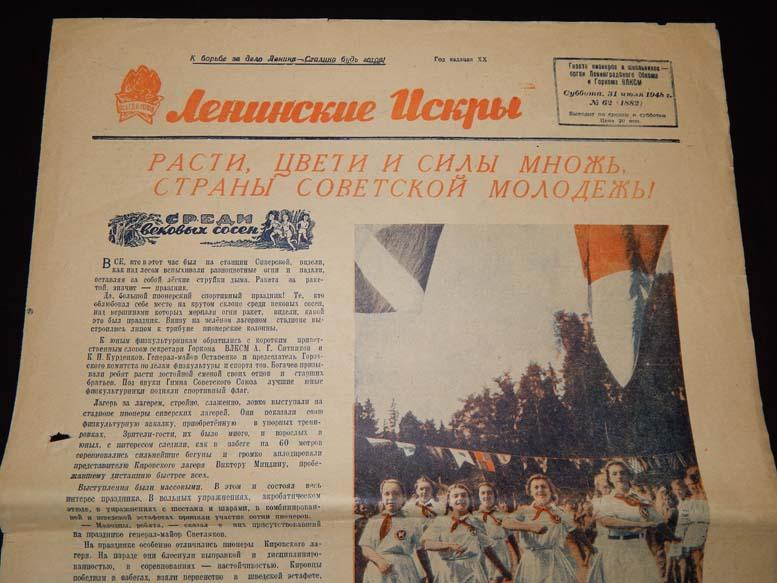 К борьбе за дело Ленина—Сталина будь готов!
Год издания XX
Ленинские Искры
Газета пионеров и школьников—
орган Ленинградского Обкома
и Горкома ВЛКСМ
Суббота, 31 июля 1948 г.
№ 62 (1882)
Выходит по средам и субботам
Цена 20 коп.
РАСТИ, ЦВЕТИ И СИЛЫ МНОЖЬ,
СТРАНЫ СОВЕТСКОЙ МОЛОДЕЖЬ!
СРЕДИ
вековых сосен
ВСЕ, кто в этот час был на станции Сиверской, видели,
как над лесом вспыхивали разноцветные огни и падали,
оставляя за собой лёгкие струйки дыма. Ракета за раке-
той, значит — праздник.
Да, большой пионерский спортивный праздник! Те, кто
облюбовал себе место на крутом склоне среди вековых сосен,
над вершинами которых мерцали огни ракет, видели, какой
это был праздник. Внизу на зелёном лагерном стадионе вы-
строились лицом к трибуне пионерские колонны.
К юным физкультурникам обратились с коротким привет-
ственным словом секретари Горкома ВЛКСМ А. Г. Ситников и
К. Н. Курденков. Генерал-майор Остапенко и председатель Город-
ского комитета по делам физкультуры и спорта тов. Богачев призыва-
ли ребят расти достойной сменой своих отцов и старших
братьев. Под звуки Гимна Советского Союза лучшие юные
физкультурники подняли спортивный флаг.
Лагерь за лагерем, стройно, слаженно, ловко выступали на
стадионе пионеры сиверских лагерей. Они показали свою
физкультурную закалку, приобретённую в упорных трени-
ровках. Зрители-гости, их было много, и взрослых и
юных, с интересом следили, как в забеге на 60 метров
соревновались сильнейшие бегуны и громко аплодировали
представителю Кировского лагеря Виктору Миндину, пробе-
жавшему дистанцию быстрее всех.
Выступления были массовыми. В этом и состоял весь
интерес праздника. В вольных упражнениях, акробатическом
этюде, в упражнениях с шестами и шарами, в комбинирован-
ной и шведской эстафетах приняли участие сотни пионеров.
— Молодцы, ребята, — сказал о них присутствовавший
на празднике генерал-майор Светляков.
На празднике особенно отличались пионеры Кировского ла-
геря. На параде они блеснули выправкой и дисциплини-
рованностью, в соревнованиях — настойчивостью. Кировцы
победили в забегах, взяли первенство в шведской эстафете.